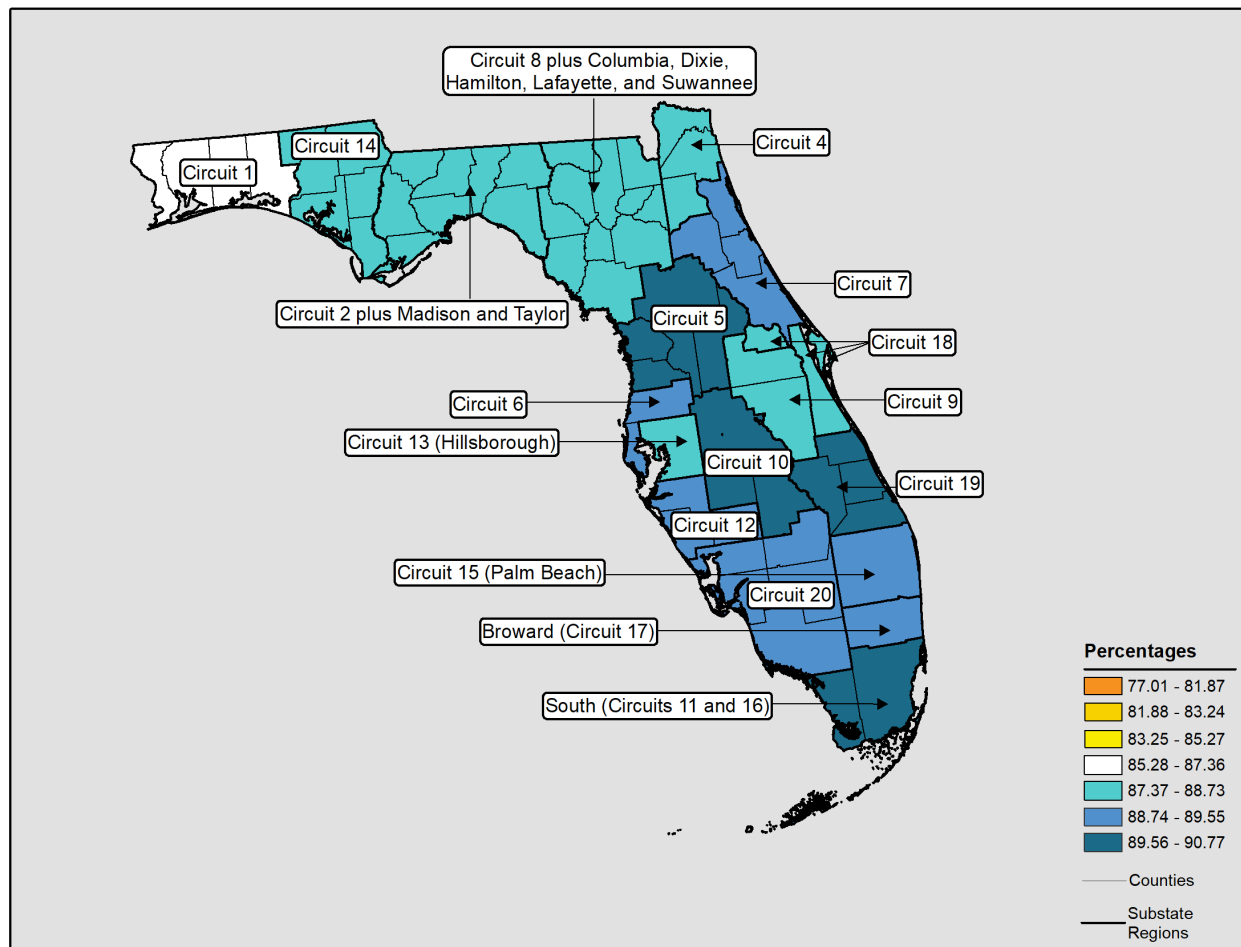 Circuit 8 plus Columbia, Dixie,
Hamilton, Lafayette, and Suwannee
Circuit 4
Circuit 14
Circuit 1
Circuit 7
Circuit 2 plus Madison and Taylor
Circuit 5
Circuit 18
Circuit 6
Circuit 9
Circuit 13 (Hillsborough)
Circuit 10
Circuit 19
Circuit 12
Circuit 15 (Palm Beach)
Circuit 20
Broward (Circuit 17)
South (Circuits 11 and 16)
Percentages
77.01 - 81.87
81.88 - 83.24
83.25 - 85.27
85.28 - 87.36
87.37 - 88.73
88.74 - 89.55
89.56 - 90.77
Counties
Substate
Regions